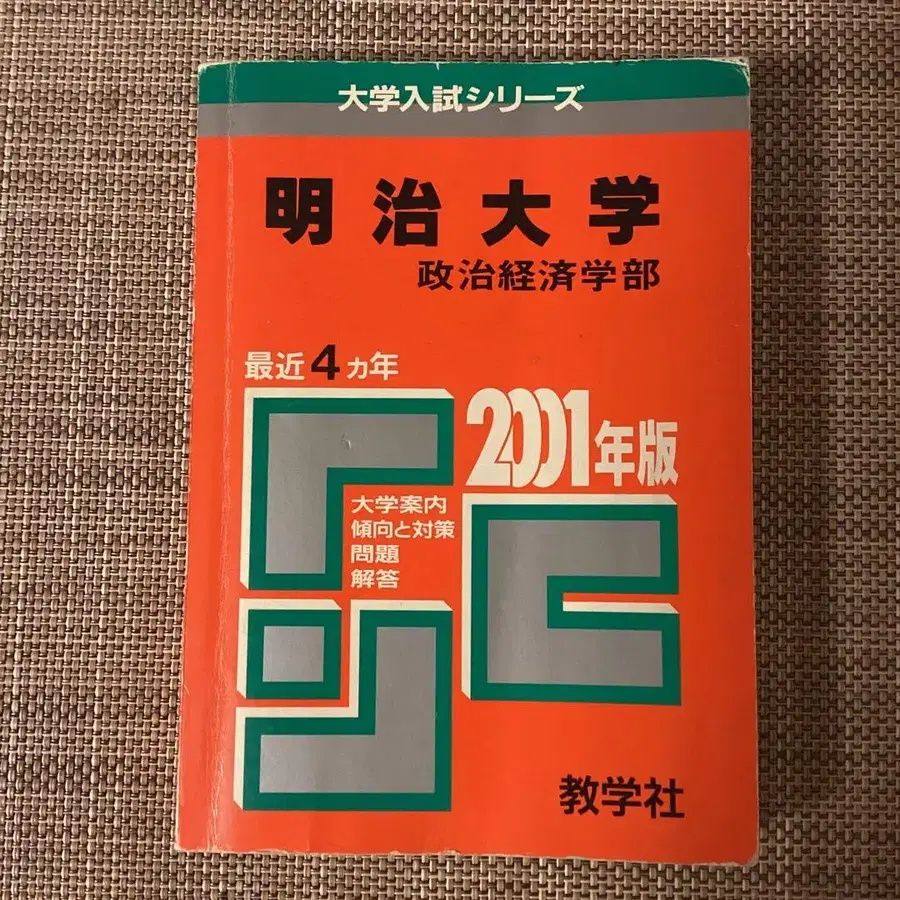 大学入試シリーズ
明治大学
政治経済学部
最近4ヵ年
2001年版
大学案内
傾向と対策
問題
解答
教学社